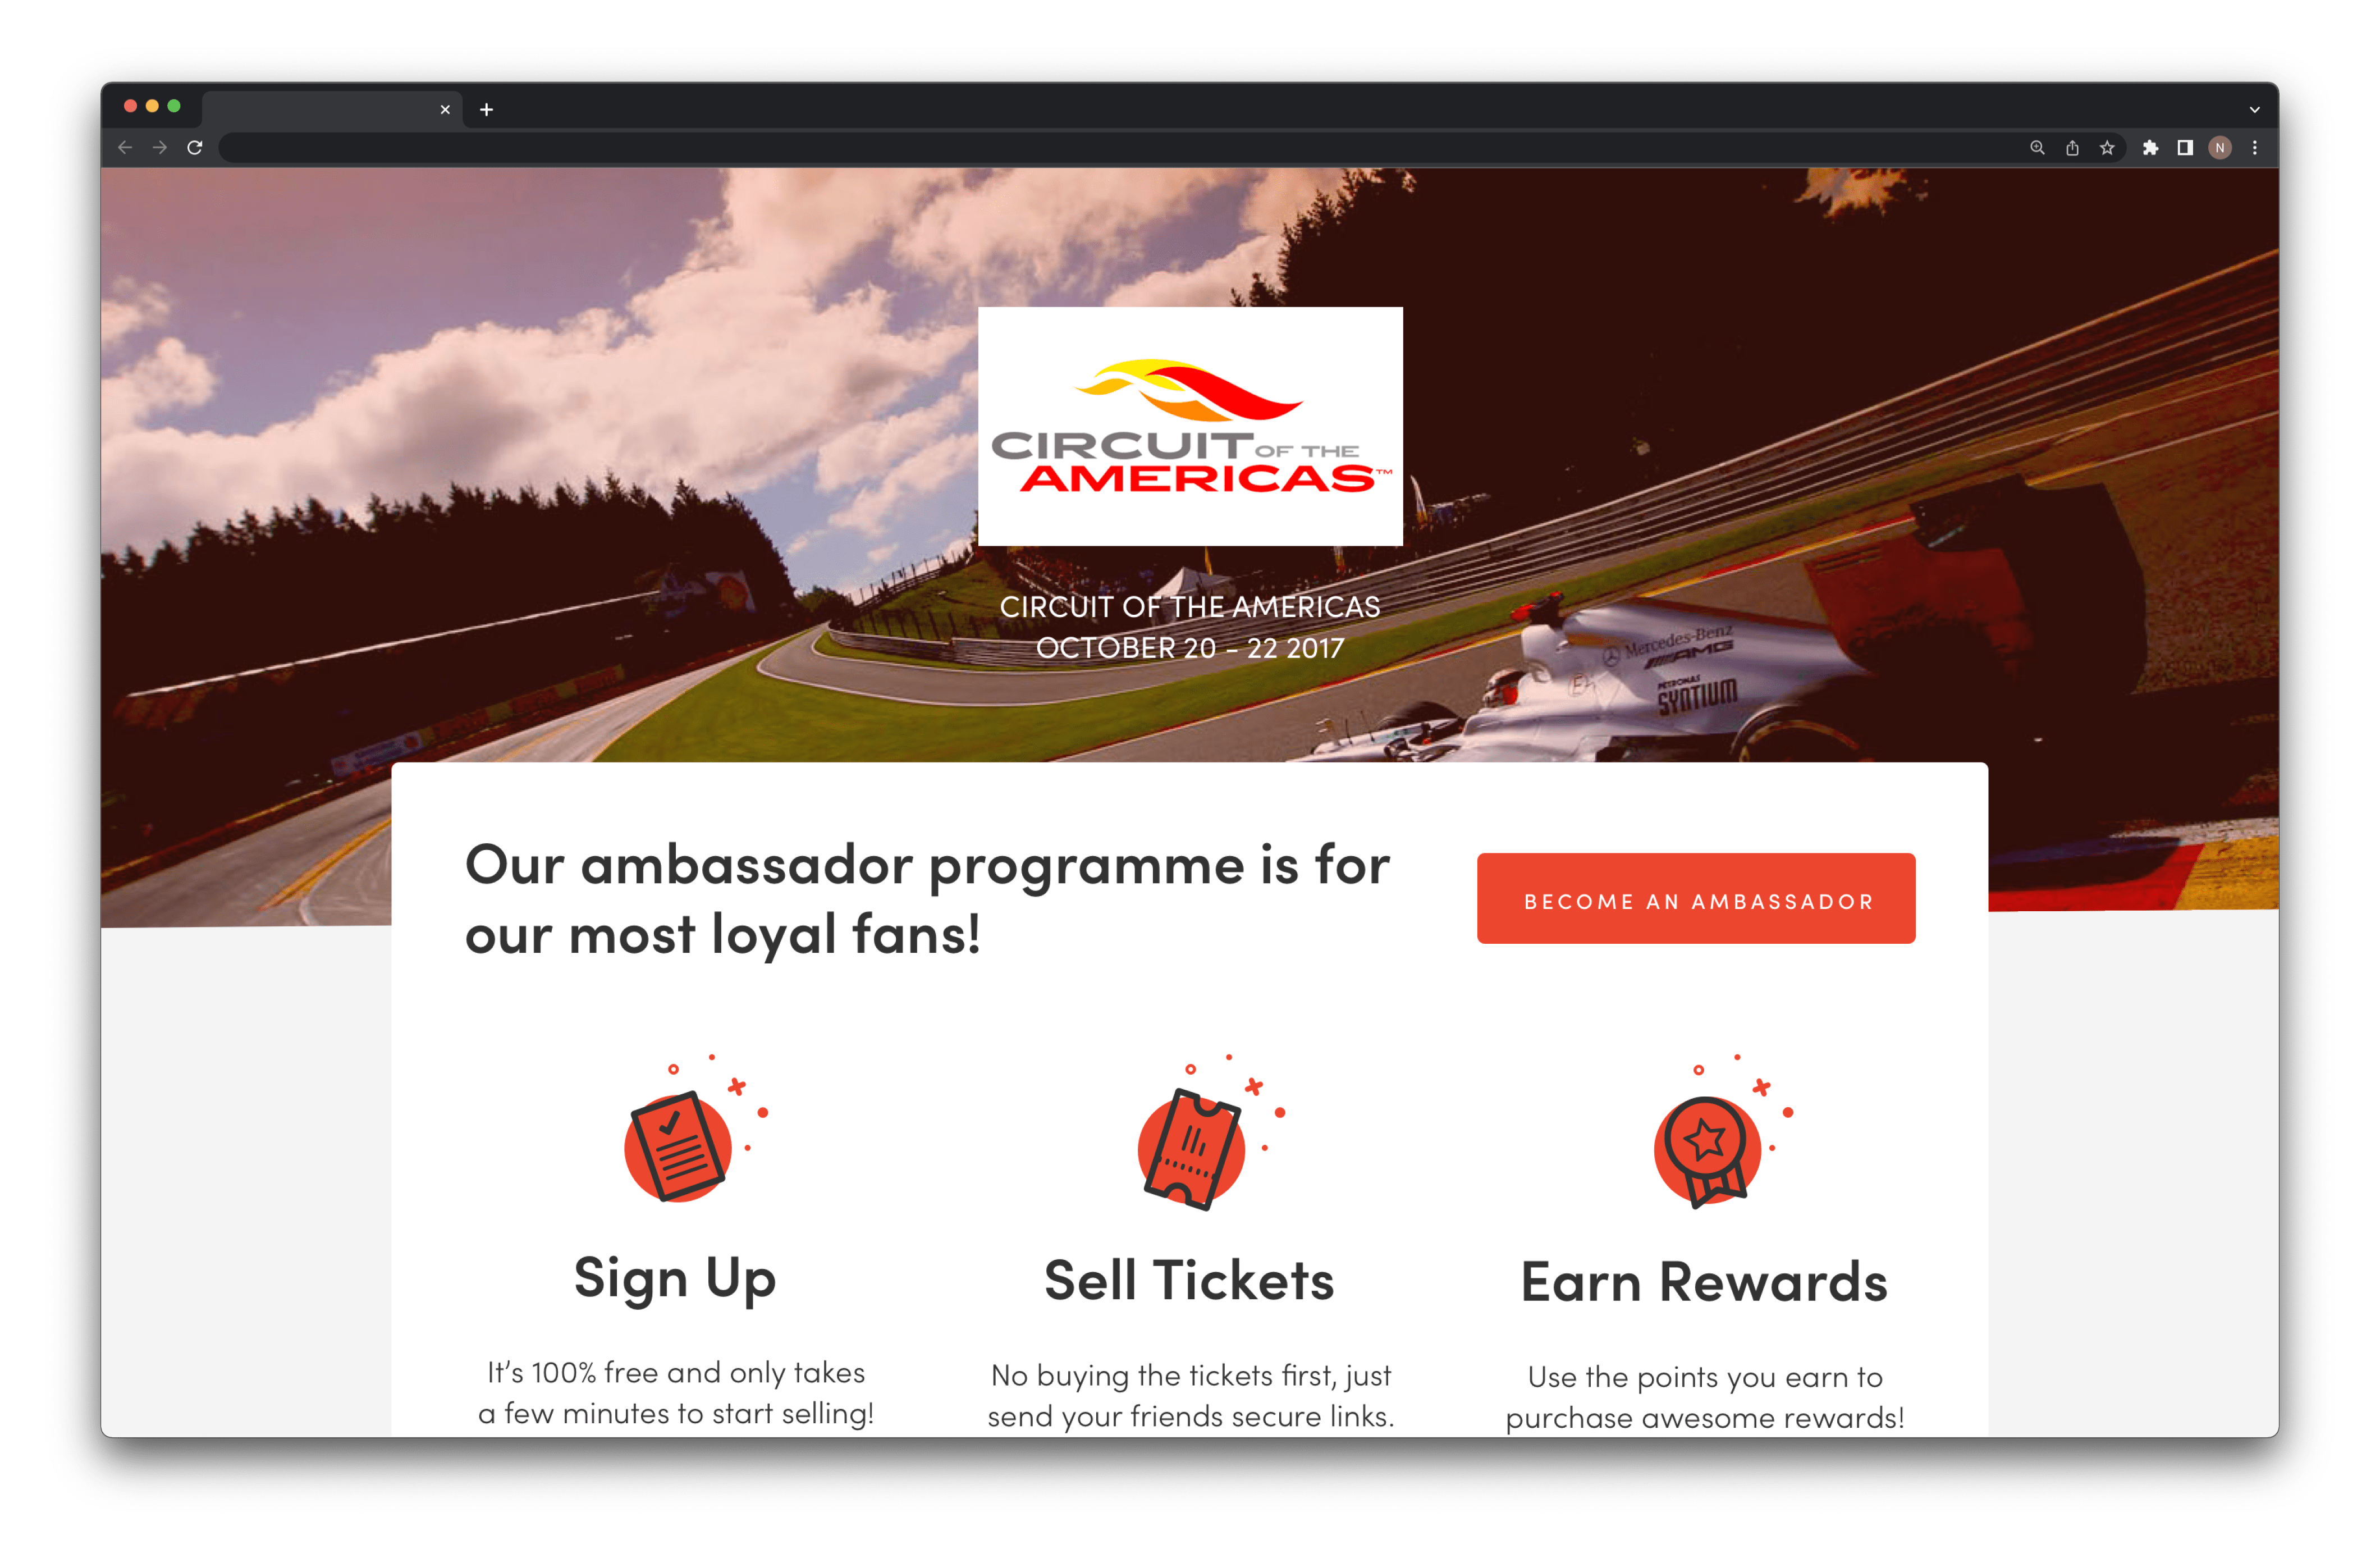 N
CIRCUIT OF THE
AMERICAS™
CIRCUIT OF THE AMERICAS
OCTOBER 20 - 22 2017
Mercedes-Benz
AMG
PETRONAS
SYNTIUM
Our ambassador programme is for
our most loyal fans!
BECOME AN AMBASSADOR
Sign Up
It's 100% free and only takes
a few minutes to start selling!
Sell Tickets
No buying the tickets first, just
send your friends secure links.
Earn Rewards
Use the points you earn to
purchase awesome rewards!